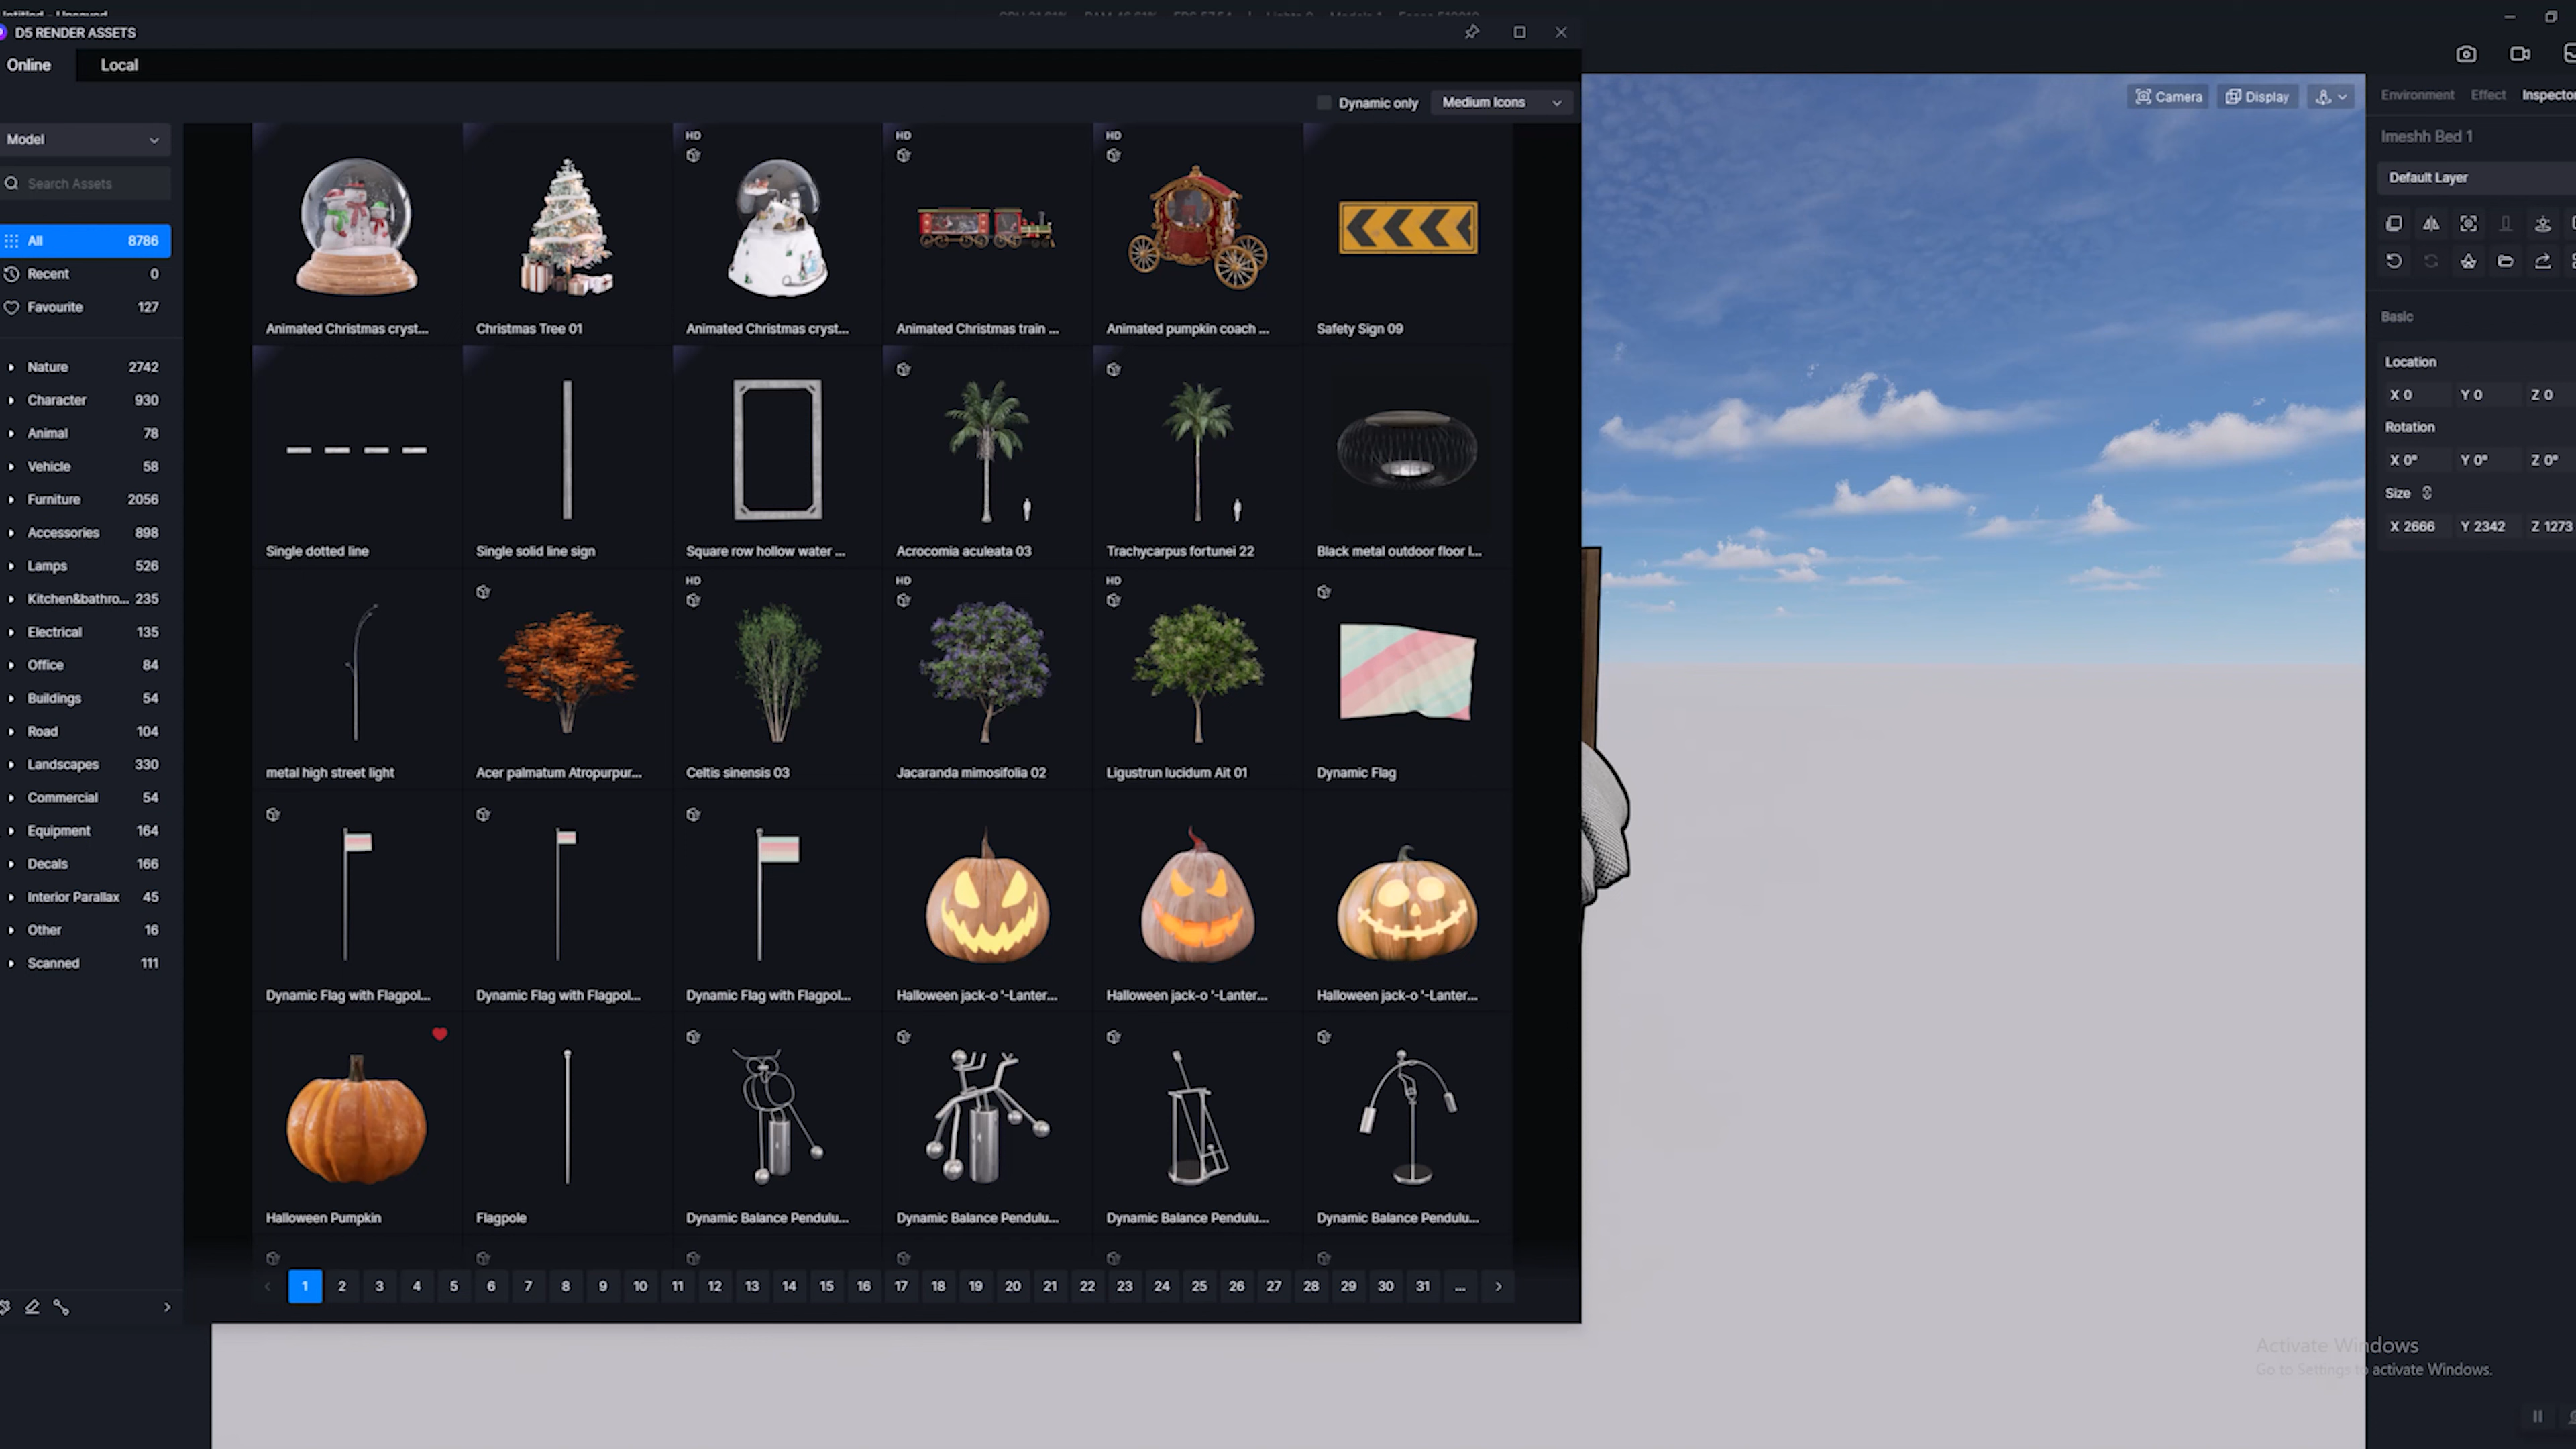 Untitled - Unsaved
D5 RENDER ASSETS
Online
Local
Dynamic only
Medium Icons
Model
Search Assets
All 8786
Recent 0
Favourite 127
Nature 2742
Character 930
Animal 78
Vehicle 58
Furniture 2056
Accessories 898
Lamps 526
Kitchen&bathro... 235
Electrical 135
Office 84
Buildings 54
Road 104
Landscapes 330
Commercial 54
Equipment 164
Decals 166
Interior Parallax 45
Other 16
Scanned 111
HD HD HD
Animated Christmas cryst... Christmas Tree 01 Animated Christmas cryst... Animated Christmas train ... Animated pumpkin coach ... Safety Sign 09
Single dotted line Single solid line sign Square row hollow water ... Acrocomia aculeata 03 Trachycarpus fortunei 22 Black metal outdoor floor l...
HD HD HD
metal high street light Acer palmatum Atropurpur... Celtis sinensis 03 Jacaranda mimosifolia 02 Ligustrun lucidum Ait 01 Dynamic Flag
Dynamic Flag with Flagpol... Dynamic Flag with Flagpol... Dynamic Flag with Flagpol... Halloween jack-o '-Lanter... Halloween jack-o '-Lanter... Halloween jack-o '-Lanter...
Halloween Pumpkin Flagpole Dynamic Balance Pendulu... Dynamic Balance Pendulu... Dynamic Balance Pendulu... Dynamic Balance Pendulu...
1 2 3 4 5 6 7 8 9 10 11 12 13 14 15 16 17 18 19 20 21 22 23 24 25 26 27 28 29 30 31 ...
Camera
Display
Environment Effect Inspector
Imeshh Bed 1
Default Layer
Basic
Location
X 0 Y 0 Z 0
Rotation
X 0° Y 0° Z 0°
Size
X 2666 Y 2342 Z 1273
Activate Windows
Go to Settings to activate Windows.